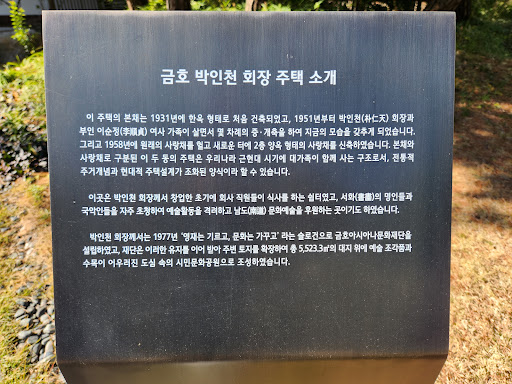 금호 박인천 회장 주택 소개
이 주택의 본채는 1931년에 한옥 형태로 처음 건축되었고, 1951년부터 박인천(朴仁天) 회장과
부인 이순정(李順貞) 여사 가족이 살면서 몇 차례의 증·개축을 하여 지금의 모습을 갖추게 되었습니다.
그리고 1958년에 원래의 사랑채를 헐고 새로운 터에 2층 양옥 형태의 사랑채를 신축하였습니다. 본채와
사랑채로 구분된 이 두 동의 주택은 우리나라 근현대 시기에 대가족이 함께 사는 구조로서, 전통적
주거개념과 현대적 주택설계가 조화된 양식이라 할 수 있습니다.
이곳은 박인천 회장께서 창업한 초기에 회사 직원들이 식사를 하는 쉼터였고, 서화(書畵)의 명인들과
국악인들을 자주 초청하여 예술활동을 격려하고 남도(南道) 문화예술을 후원하는 곳이기도 하였습니다.
박인천 회장께서는 1977년 '영재는 기르고, 문화는 가꾸고' 라는 슬로건으로 금호아시아나문화재단을
설립하였고, 재단은 이러한 유지를 이어 받아 주변 토지를 확장하여 총 5,523.3㎡의 대지 위에 예술 조각품과
수목이 어우러진 도심 속의 시민문화공원으로 조성하였습니다.